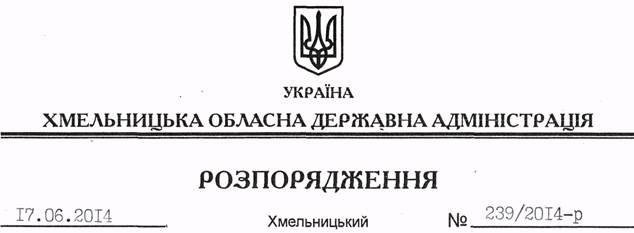 УКРАЇНА
ХМЕЛЬНИЦЬКА ОБЛАСНА ДЕРЖАВНА АДМІНІСТРАЦІЯ
РОЗПОРЯДЖЕННЯ
17.06.2014 Хмельницький № 239/2014-р